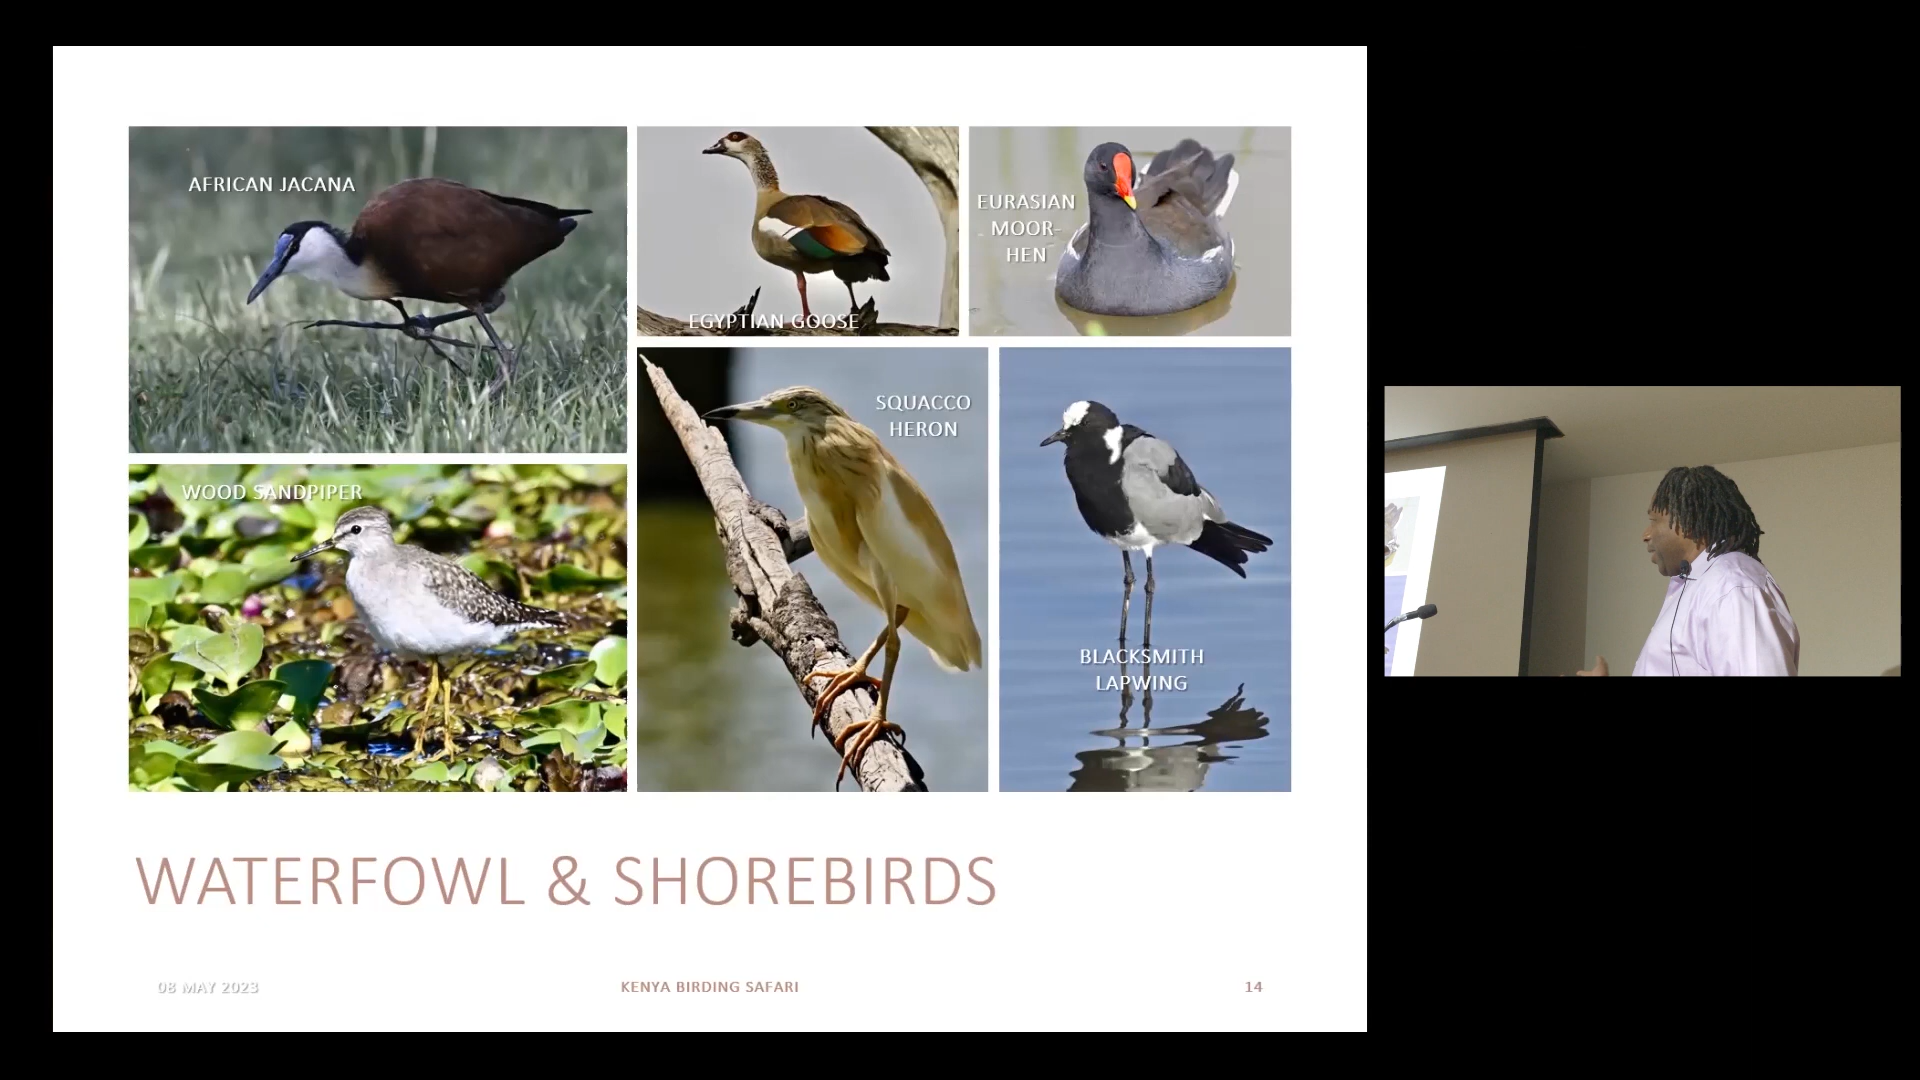 AFRICAN JACANA
EGYPTIAN GOOSE
EURASIAN
MOOR-
HEN
WOOD SANDPIPER
SQUACCO
HERON
BLACKSMITH
LAPWING
WATERFOWL & SHOREBIRDS
08 MAY 2023
KENYA BIRDING SAFARI
14